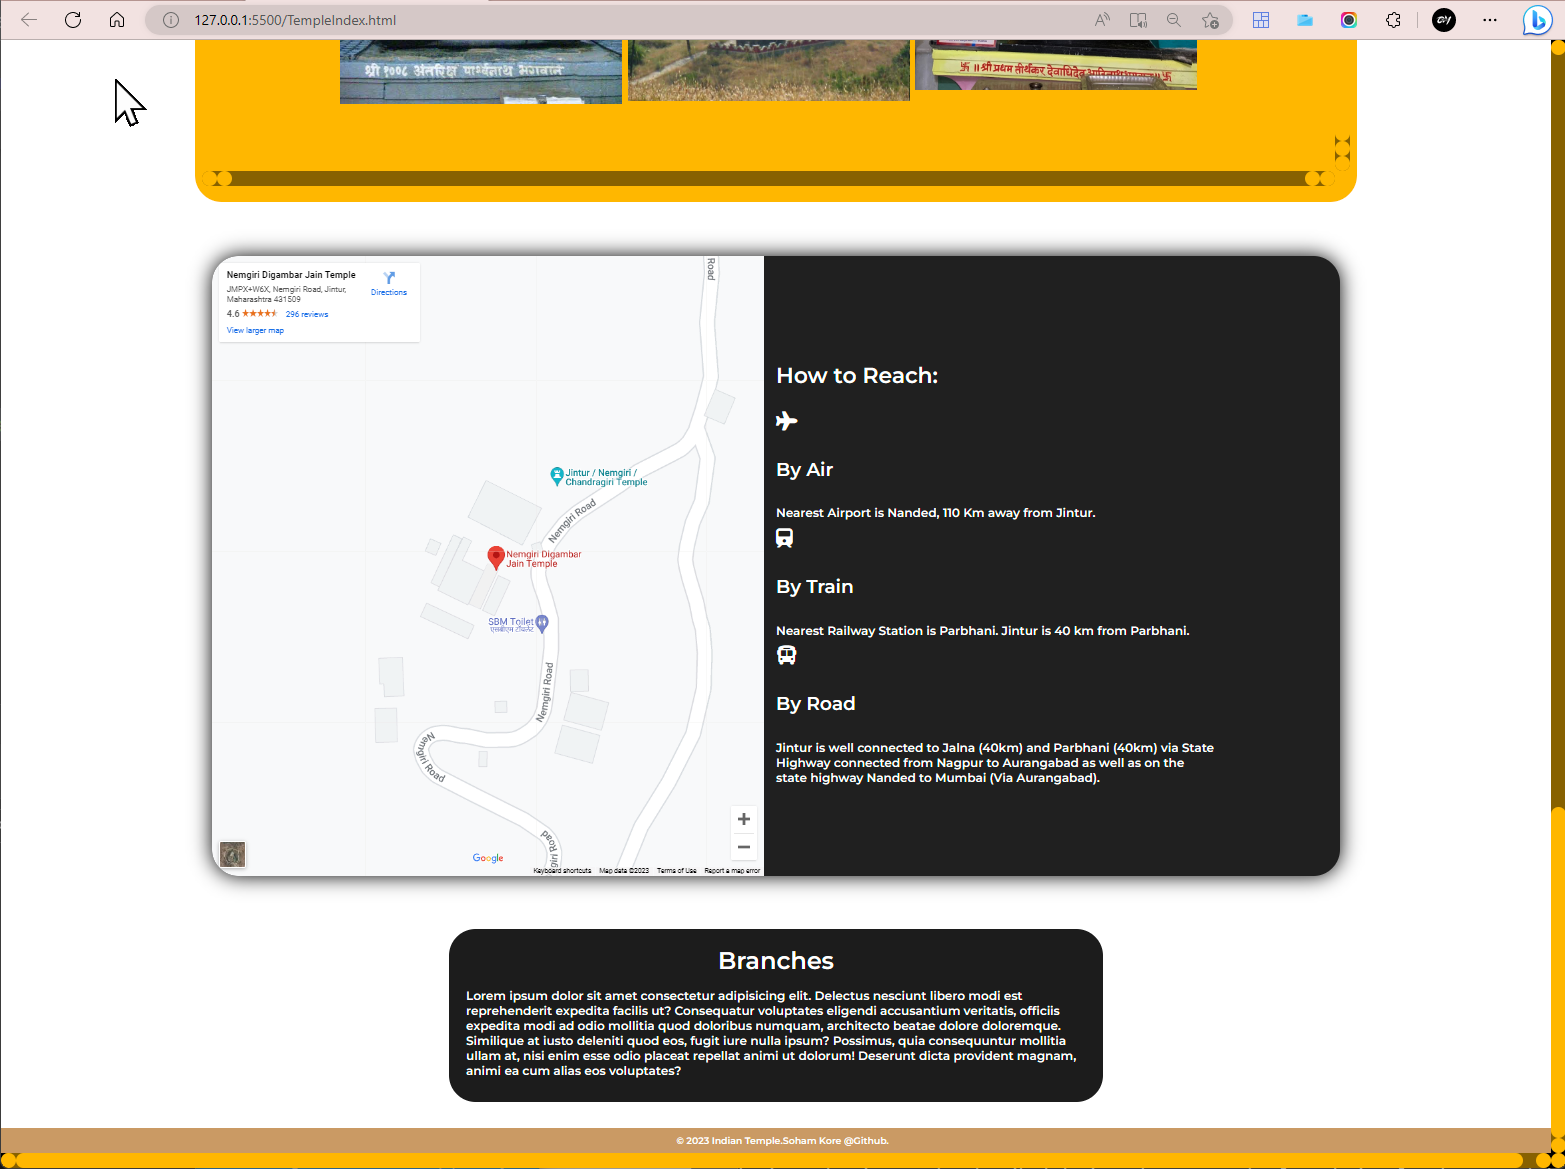 127.0.0.1:5500/TempleIndex.html
श्री १००८ अंतरिक्ष पार्श्वनाथ भगवान
卐 ॥ श्री प्रथम तीर्थंकर देवाधिदेव 卐
Nemgiri Digambar Jain Temple
JMPX+W6X, Nemgiri Road, Jintur,
Maharashtra 431509
4.6 ★★★★★ 296 reviews
View larger map
Directions
Road
Jintur / Nemgiri /
Chandragiri Temple
Nemgiri Road
Nemgiri Digambar
Jain Temple
SBM Toilet
एसबीएम टॉयलेट
Nemgiri Road
Nemgiri Road
giri Road
Google
Keyboard shortcuts Map data ©2023 Terms of Use Report a map error
How to Reach:
By Air
Nearest Airport is Nanded, 110 Km away from Jintur.
By Train
Nearest Railway Station is Parbhani. Jintur is 40 km from Parbhani.
By Road
Jintur is well connected to Jalna (40km) and Parbhani (40km) via State
Highway connected from Nagpur to Aurangabad as well as on the
state highway Nanded to Mumbai (Via Aurangabad).
Branches
Lorem ipsum dolor sit amet consectetur adipisicing elit. Delectus nesciunt libero modi est
reprehenderit expedita facilis ut? Consequatur voluptates eligendi accusantium veritatis, officiis
expedita modi ad odio mollitia quod doloribus numquam, architecto beatae dolore doloremque.
Similique at iusto deleniti quod eos, fugit iure nulla ipsum? Possimus, quia consequuntur mollitia
ullam at, nisi enim esse odio placeat repellat animi ut dolorum! Deserunt dicta provident magnam,
animi ea cum alias eos voluptates?
© 2023 Indian Temple.Soham Kore @Github.